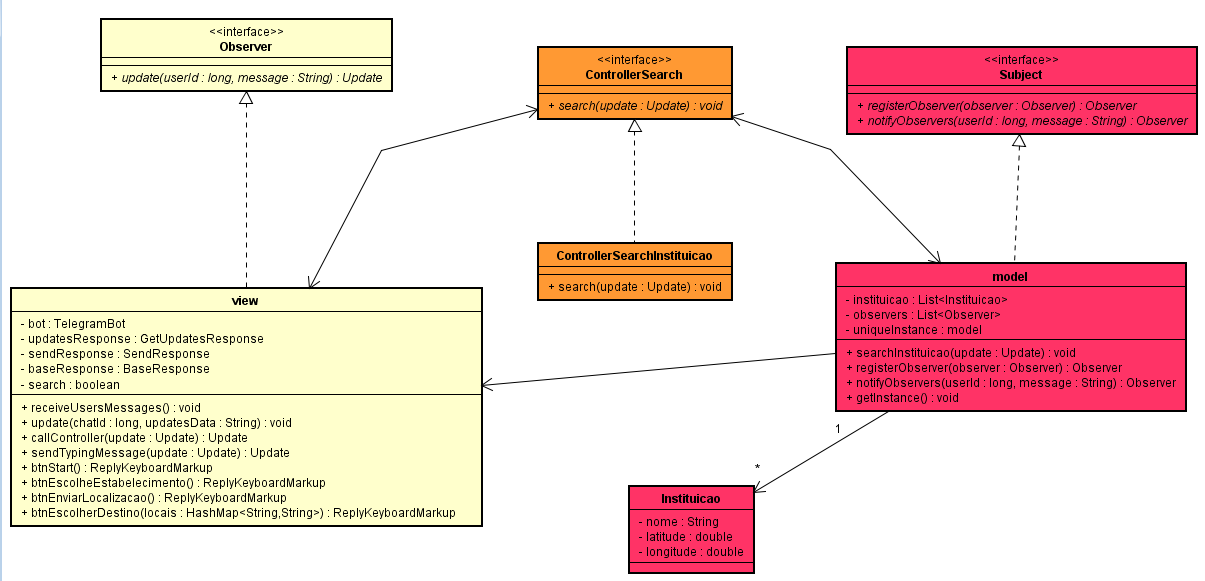 <<interface>>
Observer
+ update(userId : long, message : String) : Update
<<interface>>
ControllerSearch
+ search(update : Update) : void
<<interface>>
Subject
+ registerObserver(observer : Observer) : Observer
+ notifyObservers(userId : long, message : String) : Observer
ControllerSearchInstituicao
+ search(update : Update) : void
view
- bot : TelegramBot
- updatesResponse : GetUpdatesResponse
- sendResponse : SendResponse
- baseResponse : BaseResponse
- search : boolean
+ receiveUsersMessages() : void
+ update(chatId : long, updatesData : String) : void
+ callController(update : Update) : Update
+ sendTypingMessage(update : Update) : Update
+ btnStart() : ReplyKeyboardMarkup
+ btnEscolheEstabelecimento() : ReplyKeyboardMarkup
+ btnEnviarLocalizacao() : ReplyKeyboardMarkup
+ btnEscolherDestino(locais : HashMap<String,String>) : ReplyKeyboardMarkup
model
- instituicao : List<Instituicao>
- observers : List<Observer>
- uniqueInstance : model
+ searchInstituicao(update : Update) : void
+ registerObserver(observer : Observer) : Observer
+ notifyObservers(userId : long, message : String) : Observer
+ getInstance() : void
1
*
Instituicao
- nome : String
- latitude : double
- longitude : double